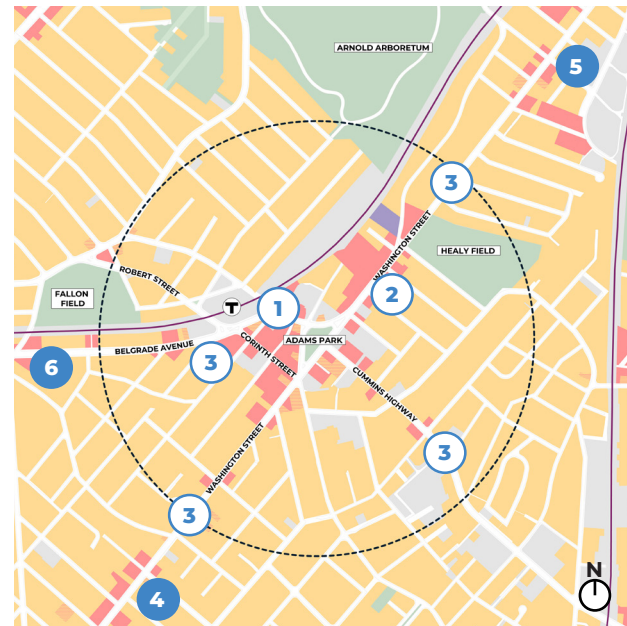 ARNOLD ARBORETUM
5
3
WASHINGTON STREET
HEALY FIELD
ROBERT STREET
FALLON
FIELD
T
1
2
ADAMS PARK
BELGRADE AVENUE
3
CORINTH STREET
6
CUMMINS HIGHWAY
WASHINGTON STREET
3
3
4
N